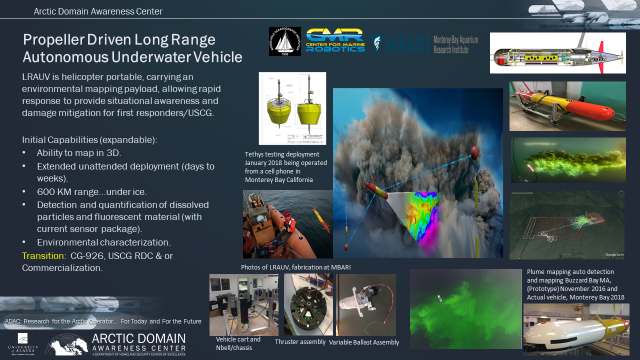 Arctic Domain Awareness Center
Propeller Driven Long Range
Autonomous Underwater Vehicle
LRAUV is helicopter portable, carrying an
environmental mapping payload, allowing rapid
response to provide situational awareness and
damage mitigation for first responders/USCG.
Initial Capabilities (expandable):
• Ability to map in 3D.
• Extended unattended deployment (days to
weeks).
• 600 KM range...under ice.
• Detection and quantification of dissolved
particles and fluorescent material (with
current sensor package).
• Environmental characterization.
Transition: CG-926, USCG RDC & or
Commercialization.
CMR
CENTER FOR MARINE
ROBOTICS
MBARI
Monterey Bay Aquarium
Research Institute
Tethys testing deployment
January 2018 being operated
from a cell phone in
Monterey Bay California
Photos of LRAUV, fabrication at MBARI
Vehicle cart and
Nbell/chassis
Thruster assembly
Variable Ballast Assembly
Plume mapping auto detection
and mapping Buzzard Bay MA,
(Prototype) November 2016 and
Actual vehicle, Monterey Bay 2018
ADAC: Research for the Arctic Operator... For Today and For the Future
UNIVERSITY
of ALASKA
ARCTIC DOMAIN
AWARENESS CENTER
A DEPARTMENT OF HOMELAND SECURITY CENTER OF EXCELLENCE